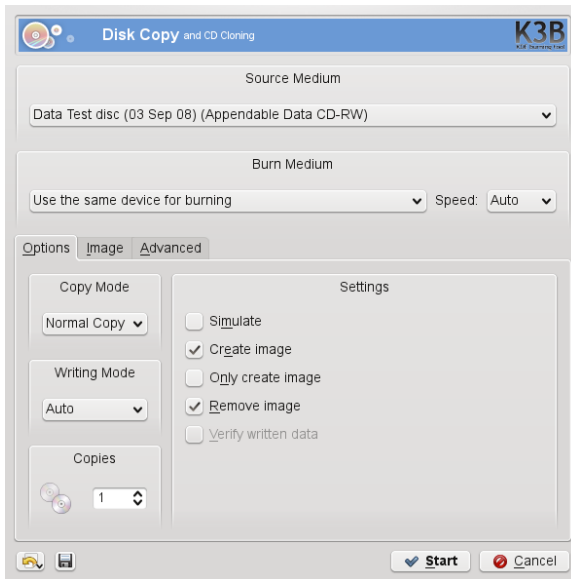 Disk Copy and CD Cloning
K3B
Source Medium
Data Test disc (03 Sep 08) (Appendable Data CD-RW)
Burn Medium
Use the same device for burning Speed: Auto
Options Image Advanced
Copy Mode
Normal Copy
Writing Mode
Auto
Copies
1
Settings
Simulate
Create image
Only create image
Remove image
Verify written data
Start Cancel